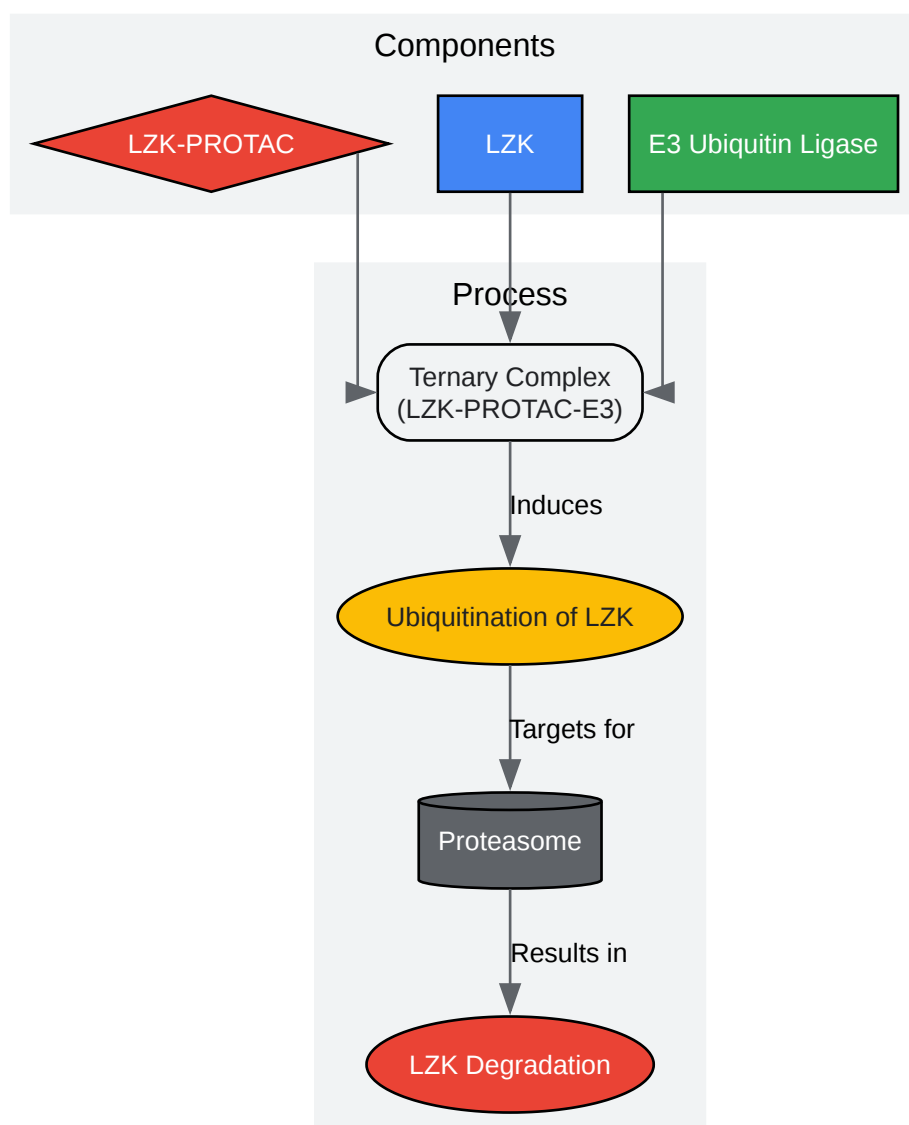 Components
LZK-PROTAC
LZK
E3 Ubiquitin Ligase
Process
Ternary Complex
(LZK-PROTAC-E3)
Induces
Ubiquitination of LZK
Targets for
Proteasome
Results in
LZK Degradation